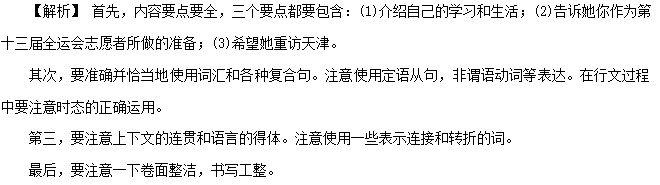 【解析】 首先，内容要点要全，三个要点都要包含：(1)介绍自己的学习和生活；(2)告诉她你作为第
十三届全运会志愿者所做的准备；(3)希望她重访天津。
其次，要准确并恰当地使用词汇和各种复合句。注意使用定语从句，非谓语动词等表达。在行文过程
中要注意时态的正确运用。
第三，要注意上下文的连贯和语言的得体。注意使用一些表示连接和转折的词。
最后，要注意一下卷面整洁，书写工整。